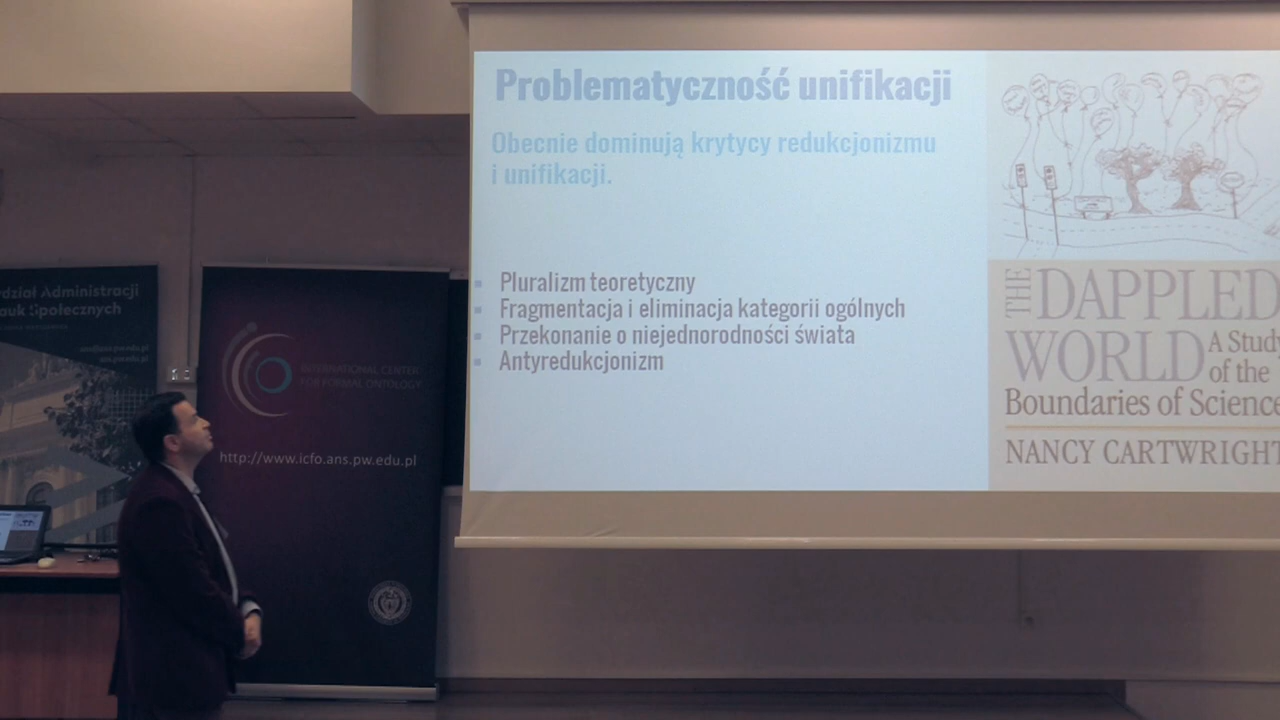 Problematyczność unifikacji
Obecnie dominują krytycy redukcjonizmu
i unifikacji.
Pluralizm teoretyczny
Fragmentacja i eliminacja kategorii ogólnych
Przekonanie o niejednorodności świata
Antyredukcjonizm
THE DAPPLED
WORLD A Study
of the
Boundaries of Science
NANCY CARTWRIGHT
dział Administracji
auk Społecznych
INTERNATIONAL CENTER
FOR FORMAL ONTOLOGY
http://www.icfo.ans.pw.edu.pl